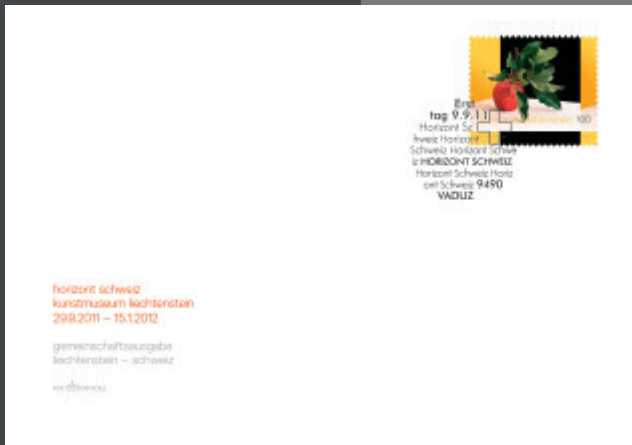 Erst
tag 9.9.11
Horizont Sc
hweiz Horizont
Schweiz Horizont Schwe
iz HORIZONT SCHWEIZ
Horizont Schweiz Horiz
ont Schweiz 9490
VADUZ
100
horizont schweiz
kunstmuseum liechtenstein
29.9.2011 – 15.1.2012
gemeinschaftsausgabe
liechtenstein – schweiz